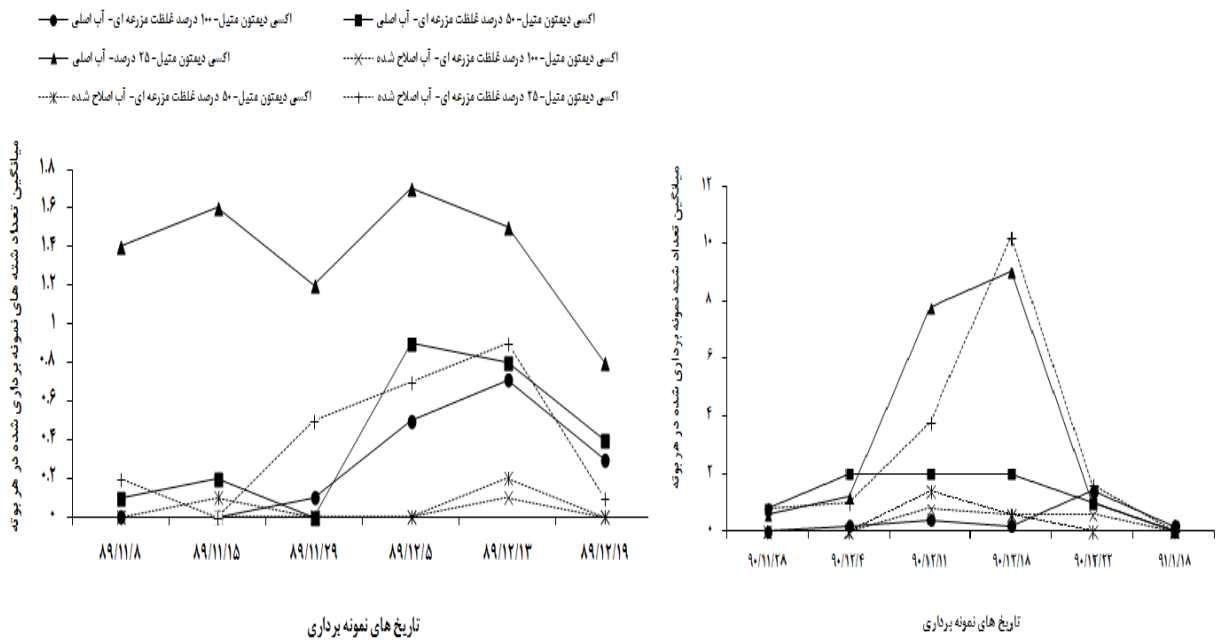 اکسی دیمتون متیل- ۱۰۰ درصد غلظت مزرعه ای- آب اصلی
اکسی دیمتون متیل- ۵۰ درصد غلظت مزرعه ای- آب اصلی
اکسی دیمتون متیل- ۲۵ درصد- آب اصلی
اکسی دیمتون متیل- ۱۰۰ درصد غلظت مزرعه ای- آب اصلاح شده
اکسی دیمتون متیل- ۵۰ درصد غلظت مزرعه ای- آب اصلاح شده
اکسی دیمتون متیل- ۲۵ درصد غلظت مزرعه ای- آب اصلاح شده
میانگین تعداد شته های نمونه برداری شده در هر بوته
۱.۸
۱.۶
۱.۴
۱.۲
۱
۰.۸
۰.۶
۰.۴
۰.۲
۰
۸۹/۱۱/۸ ۸۹/۱۱/۱۵ ۸۹/۱۱/۲۹ ۸۹/۱۲/۵ ۸۹/۱۲/۱۳ ۸۹/۱۲/۱۹
تاریخ های نمونه برداری
میانگین تعداد شته نمونه برداری شده در هر بوته
۱۲
۱۰
۸
۶
۴
۲
۰
۹۰/۱۱/۲۸ ۹۰/۱۲/۴ ۹۰/۱۲/۱۱ ۹۰/۱۲/۱۸ ۹۰/۱۲/۲۲ ۹۱/۱/۱۸
تاریخ های نمونه برداری